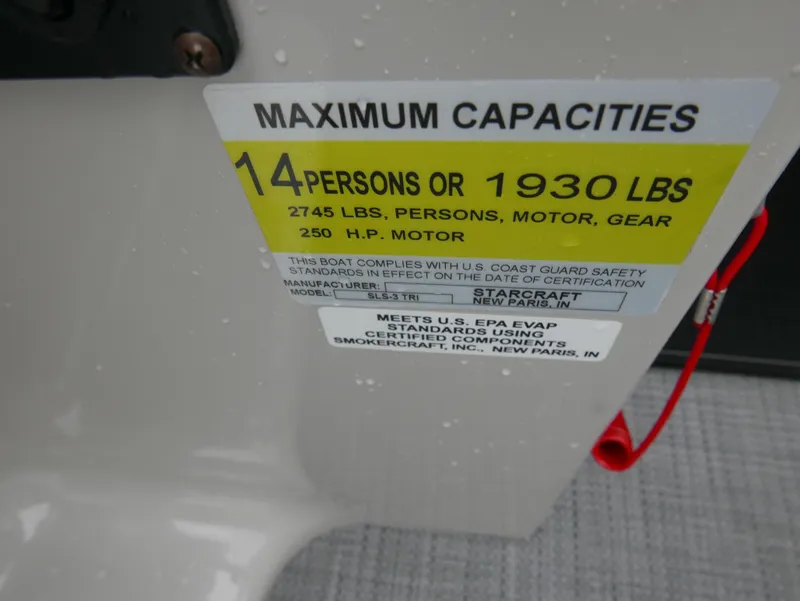 MAXIMUM CAPACITIES
14 PERSONS OR 1930 LBS
2745 LBS, PERSONS, MOTOR, GEAR
250 H.P. MOTOR
THIS BOAT COMPLIES WITH U.S. COAST GUARD SAFETY
STANDARDS IN EFFECT ON THE DATE OF CERTIFICATION
MANUFACTURER: STARCRAFT
MODEL: SLS-3 TRI NEW PARIS, IN
MEETS U.S. EPA EVAP
STANDARDS USING
CERTIFIED COMPONENTS
SMOKERCRAFT, INC., NEW PARIS, IN